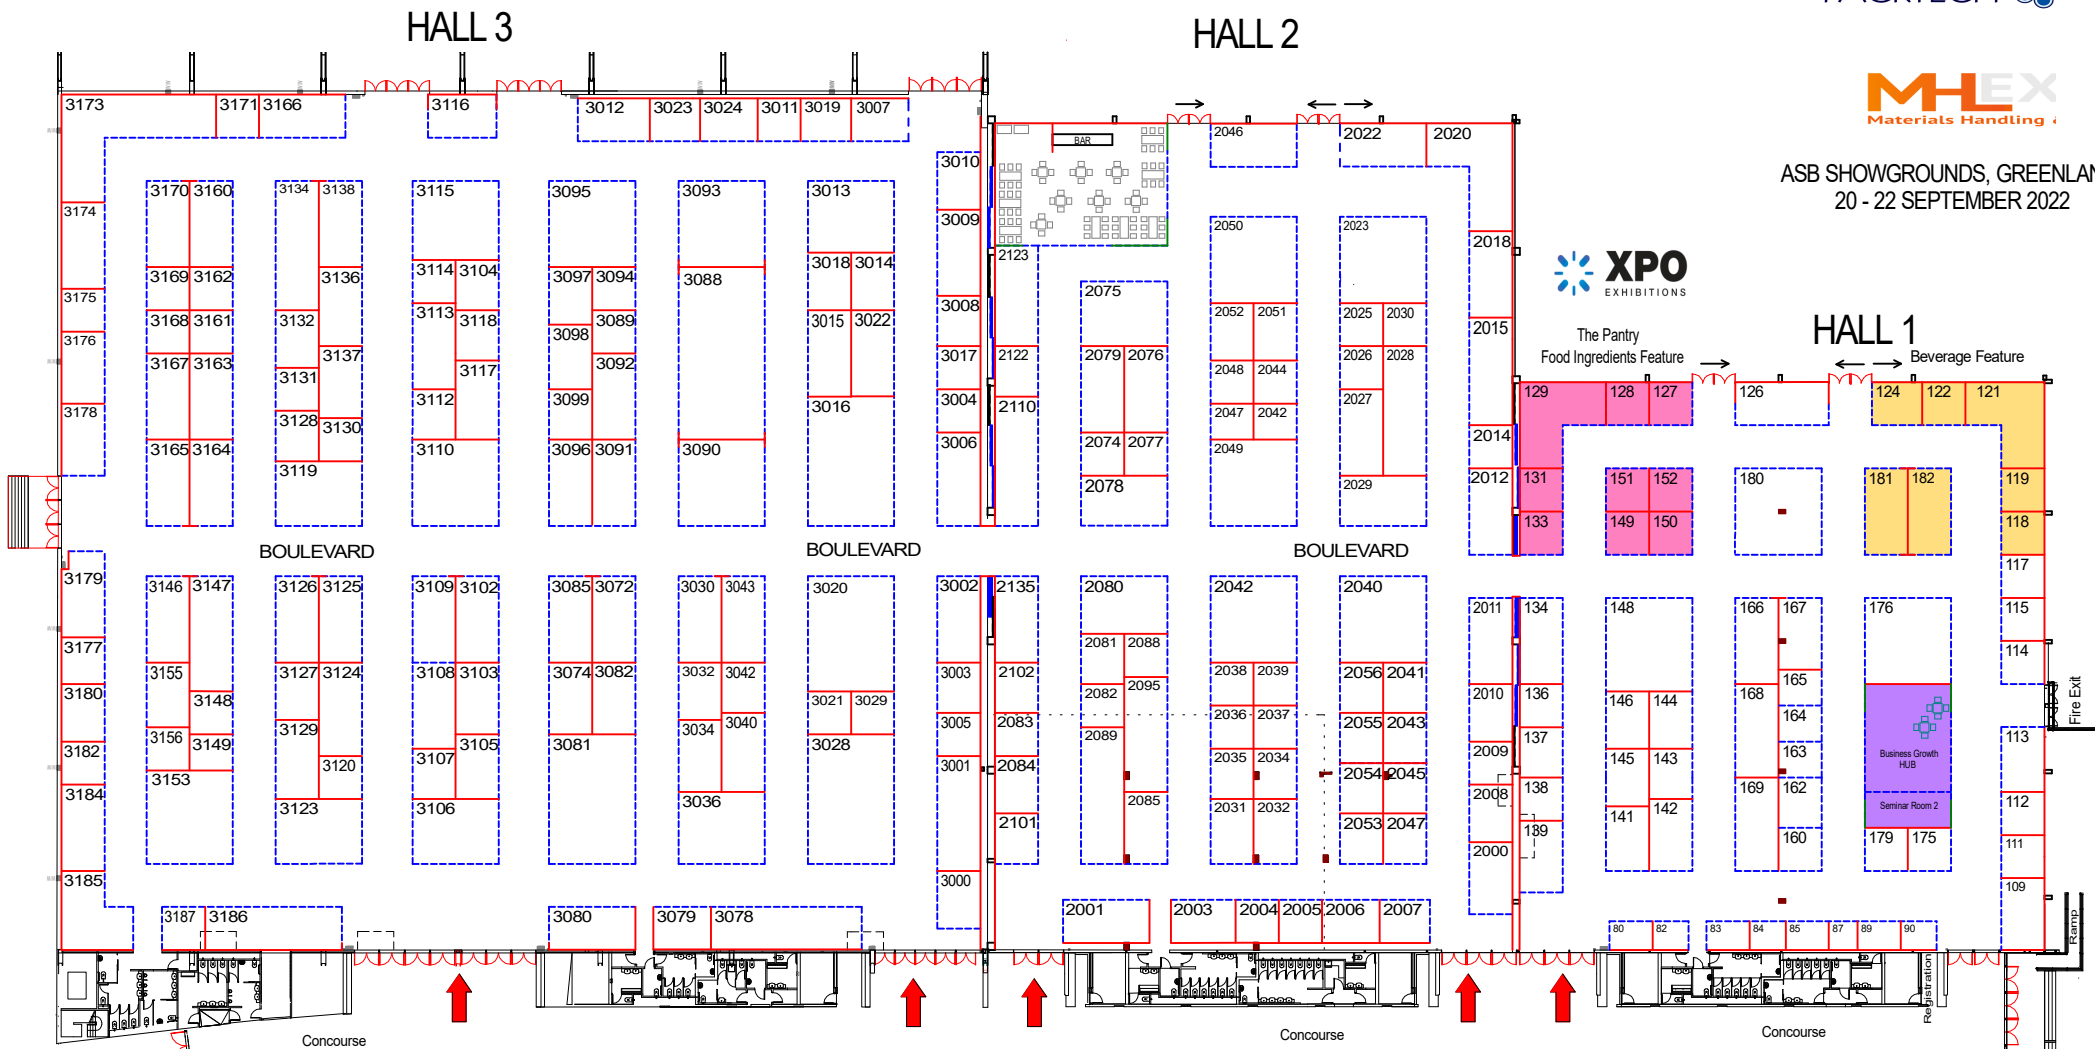 HALL 3
HALL 2
MHLEX
Materials Handling &
ASB SHOWGROUNDS, GREENLAN
20 - 22 SEPTEMBER 2022
XPO
EXHIBITIONS
HALL 1
The Pantry
Food Ingredients Feature
Beverage Feature
3173 3171 3166 3116 3012 3023 3024 3011 3019 3007
BAR
2046 2022 2020
3010
3170 3160 3134 3138 3115 3095 3093 3013
3174 3009 2050 2023 2018
3114 3104 3018 3014 2123
3169 3162 3136 3097 3094 3088
3175 3008 2075 2052 2051 2025 2030 2015
3168 3161 3132 3113 3118 3098 3089 3015 3022
3176 3167 3163 3137 3117 3092 3017 2122 2079 2076 2026 2028
3131 2048 2044
3178 3128 3130 3112 3099 3016 3004 2110 2047 2042 2027
129 128 127 126 124 122 121
3165 3164 3119 3110 3096 3091 3090 3006 2074 2077 2049 2014
2078 2029 2012 131 151 152 180 181 182 119
133 149 150 118
BOULEVARD
BOULEVARD
BOULEVARD
117
3179 3146 3147 3126 3125 3109 3102 3085 3072 3030 3043 3020 3002 2135 2080 2042 2040
2011 134 148 166 167 176 115
3177 3155 3127 3124 3108 3103 3074 3082 3032 3042 3003 2102 2081 2088 2038 2039 2056 2041 114
3180 3148 3021 3029 2082 2095 2010 136 146 144 168 165
3156 3149 3129 3105 3081 3034 3040 3028 3005 2083 2089 2036 2037 2055 2043 137 164
3182 3153 3120 3107 3001 2084 2035 2034 2054 2045 2009 145 143 163 113
Business Growth
HUB
Fire Exit
3184 3123 3106 3036 2085 2031 2032 2008 138 141 142 169 162 112
Seminar Room 2
2101 2053 2047 139 160 179 175 111
3185 3000 2000 109
3187 3186 3080 3079 3078 2001 2003 2004 2005 2006 2007
80 82 83 84 85 87 89 90
Ramp
Registration
Concourse
Concourse
Concourse